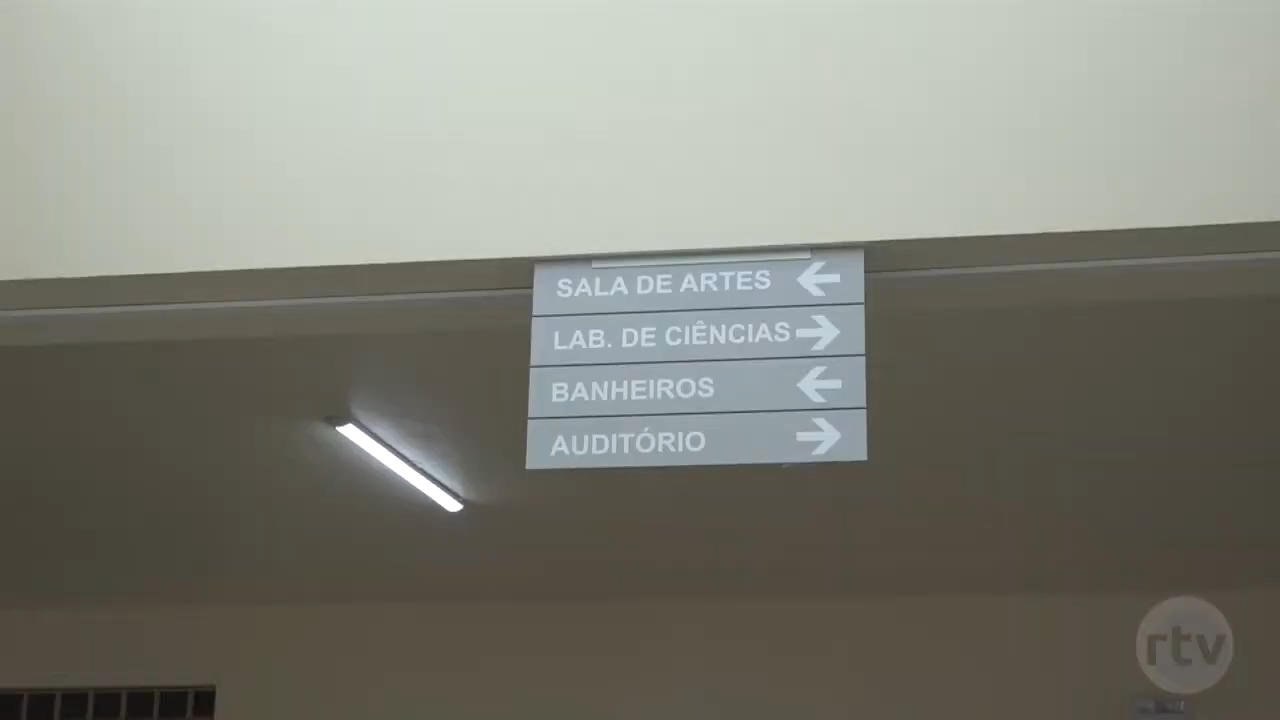 SALA DE ARTES
LAB. DE CIÊNCIAS
BANHEIROS
AUDITÓRIO
rtv